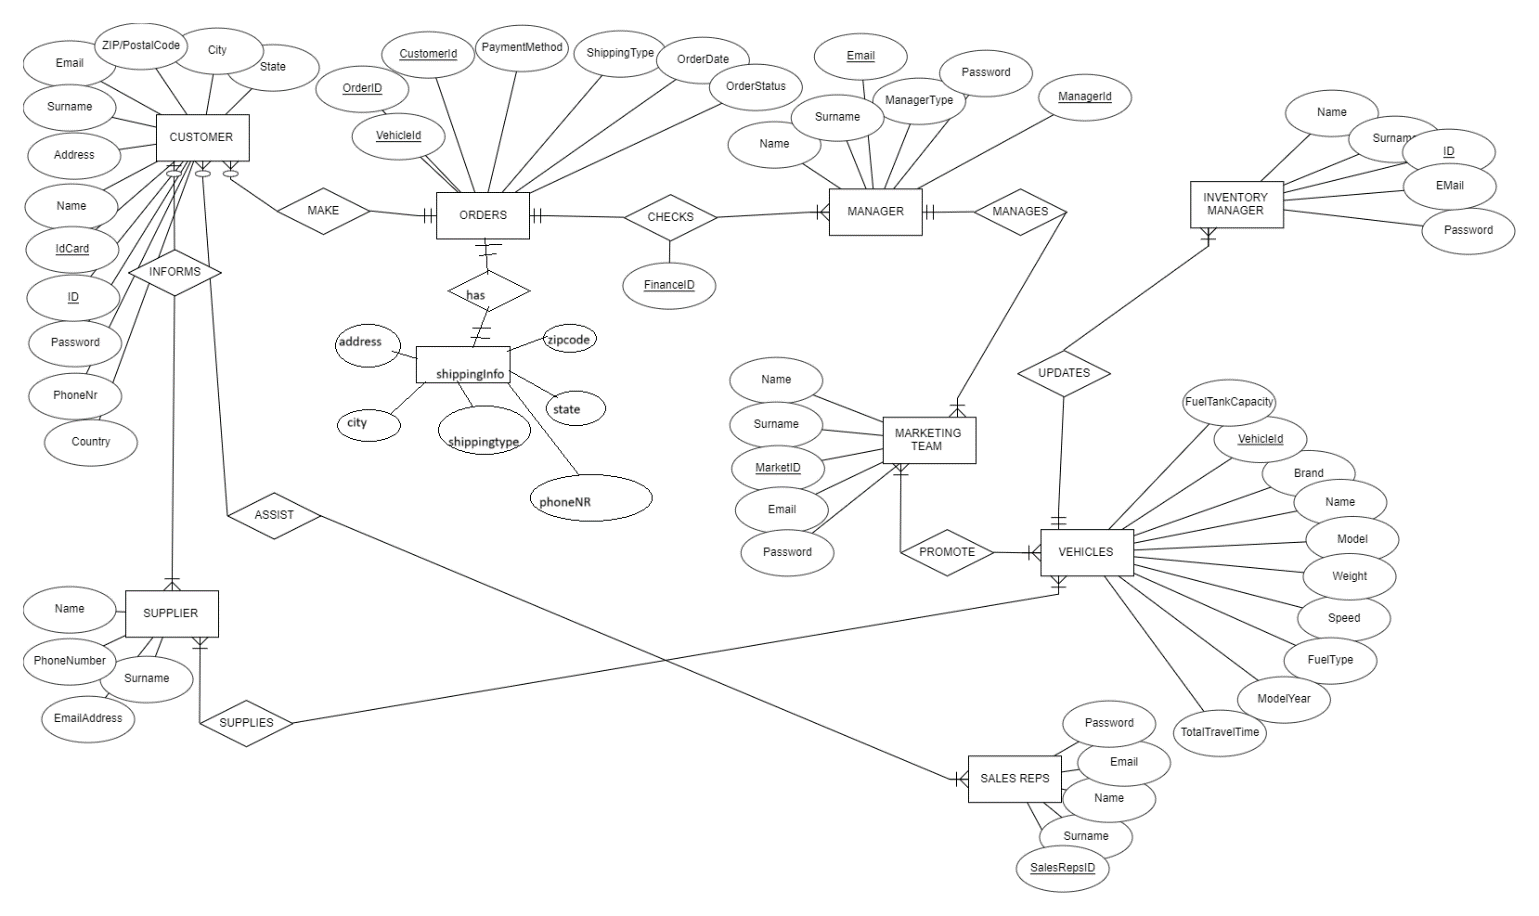 Email
ZIP/PostalCode
City
State
Surname
CUSTOMER
Address
Name
IdCard
ID
Password
PhoneNr
Country
INFORMS
MAKE
CustomerId
PaymentMethod
ShippingType
OrderDate
OrderStatus
OrderID
VehicleId
ORDERS
CHECKS
FinanceID
has
address
zipcode
shippingInfo
city
shippingtype
state
phoneNR
Email
Password
ManagerType
ManagerId
Surname
Name
MANAGER
MANAGES
Name
Surname
ID
EMail
Password
INVENTORY
MANAGER
UPDATES
Name
Surname
MarketID
Email
Password
MARKETING
TEAM
PROMOTE
FuelTankCapacity
VehicleId
Brand
Name
Model
Weight
Speed
FuelType
ModelYear
TotalTravelTime
VEHICLES
ASSIST
Name
SUPPLIER
PhoneNumber
Surname
EmailAddress
SUPPLIES
Password
Email
SALES REPS
Name
Surname
SalesRepsID